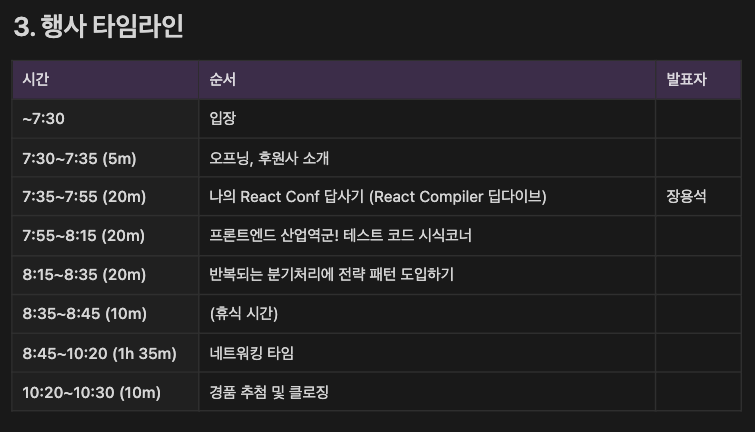 3. 행사 타임라인
시간 순서 발표자
~7:30 입장
7:30~7:35 (5m) 오프닝, 후원사 소개
7:35~7:55 (20m) 나의 React Conf 답사기 (React Compiler 딥다이브) 장용석
7:55~8:15 (20m) 프론트엔드 산업역군! 테스트 코드 시식코너
8:15~8:35 (20m) 반복되는 분기처리에 전략 패턴 도입하기
8:35~8:45 (10m) (휴식 시간)
8:45~10:20 (1h 35m) 네트워킹 타임
10:20~10:30 (10m) 경품 추첨 및 클로징